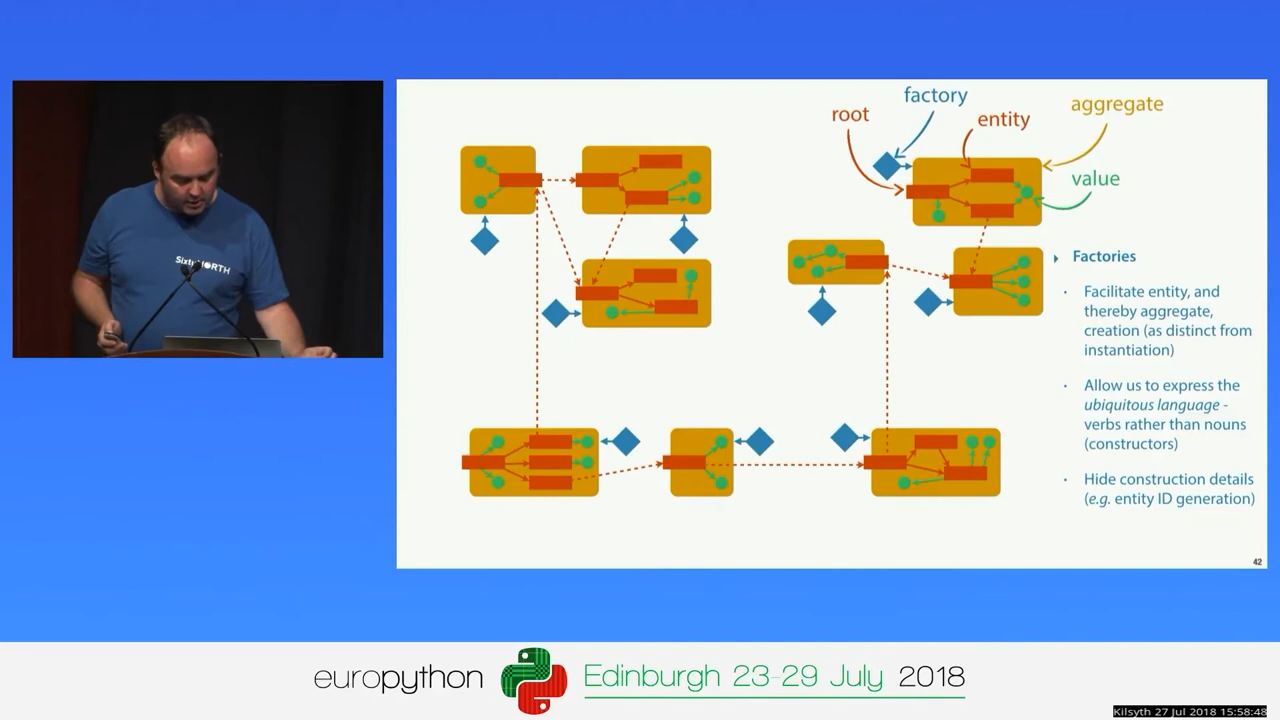 factory
root
entity
aggregate
value
Factories
Facilitate entity, and
thereby aggregate,
creation (as distinct from
instantiation)
Allow us to express the
ubiquitous language -
verbs rather than nouns
(constructors)
Hide construction details
(e.g. entity ID generation)
42
europython
Edinburgh 23-29 July 2018
Kilsyth 27 Jul 2018 15:58:48